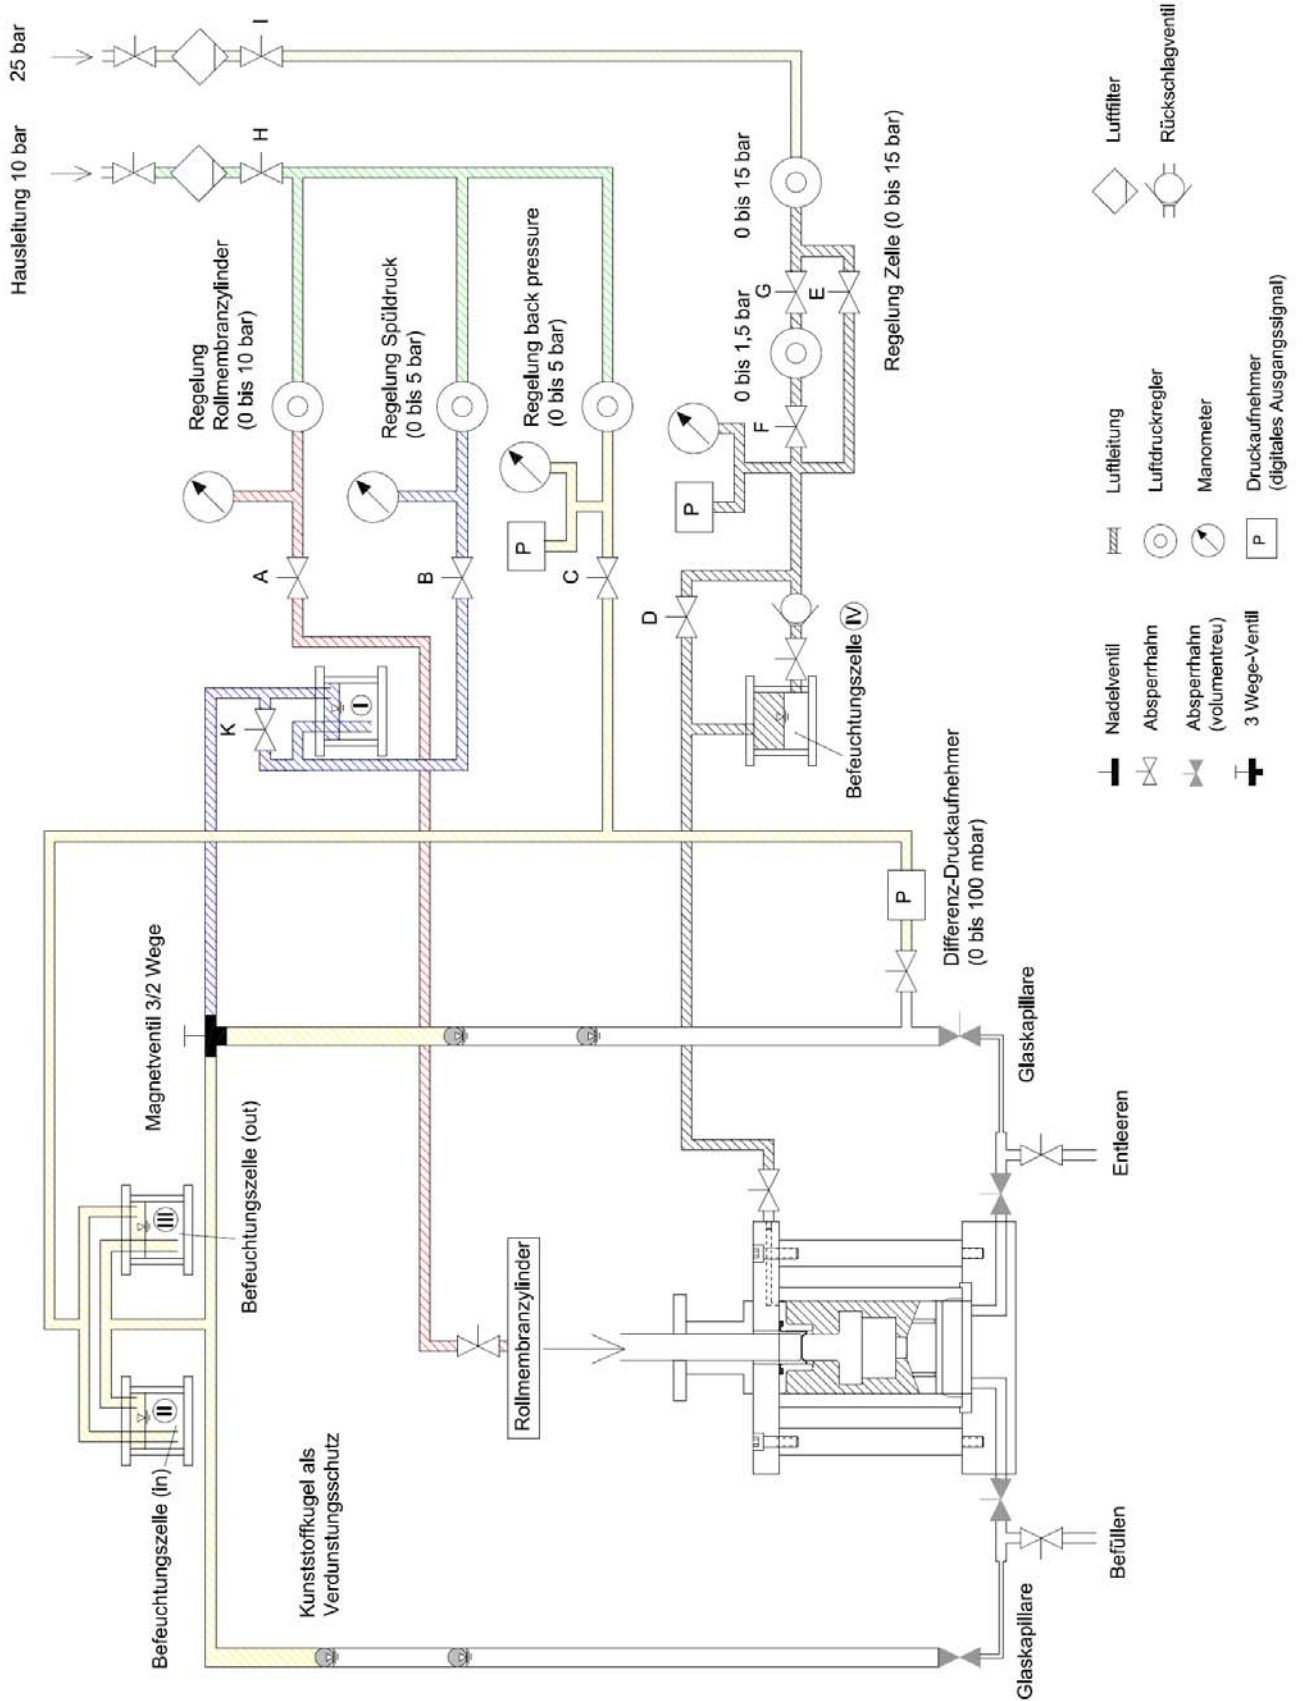 Hausleitung 10 bar
25 bar
H
I
Regelung
Rollmembranzylinder
(0 bis 10 bar)
Regelung Spüldruck
(0 bis 5 bar)
Regelung back pressure
(0 bis 5 bar)
0 bis 1,5 bar
0 bis 15 bar
Regelung Zelle (0 bis 15 bar)
A
B
C
D
E
F
G
K
P
P
P
I
II
III
IV
Magnetventil 3/2 Wege
Befeuchtungszelle (in)
Befeuchtungszelle (out)
Befeuchtungszelle
Kunststoffkugel als
Verdunstungsschutz
Rollmembranzylinder
Differenz-Druckaufnehmer
(0 bis 100 mbar)
Glaskapillare
Glaskapillare
Befüllen
Entleeren
Nadelventil
Absperrhahn
Absperrhahn
(volumentreu)
3 Wege-Ventil
Luftleitung
Luftdruckregler
Manometer
P
Druckaufnehmer
(digitales Ausgangssignal)
Luftfilter
Rückschlagventil